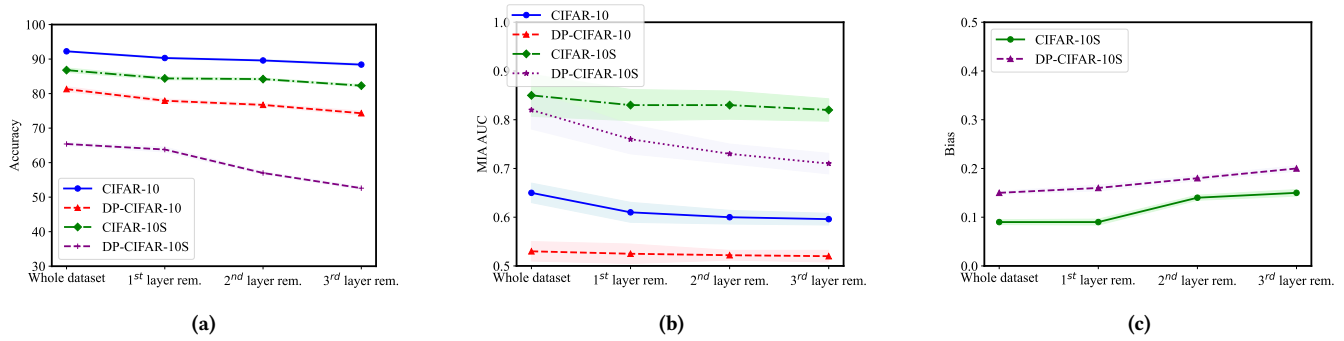 100
90
80
70
60
50
40
30
Accuracy
CIFAR-10
DP-CIFAR-10
CIFAR-10S
DP-CIFAR-10S
Whole dataset 1st layer rem. 2nd layer rem. 3rd layer rem.
(a)
1.0
0.9
0.8
0.7
0.6
0.5
MIA AUC
CIFAR-10
DP-CIFAR-10
CIFAR-10S
DP-CIFAR-10S
Whole dataset 1st layer rem. 2nd layer rem. 3rd layer rem.
(b)
0.5
0.4
0.3
0.2
0.1
0.0
Bias
CIFAR-10S
DP-CIFAR-10S
Whole dataset 1st layer rem. 2nd layer rem. 3rd layer rem.
(c)